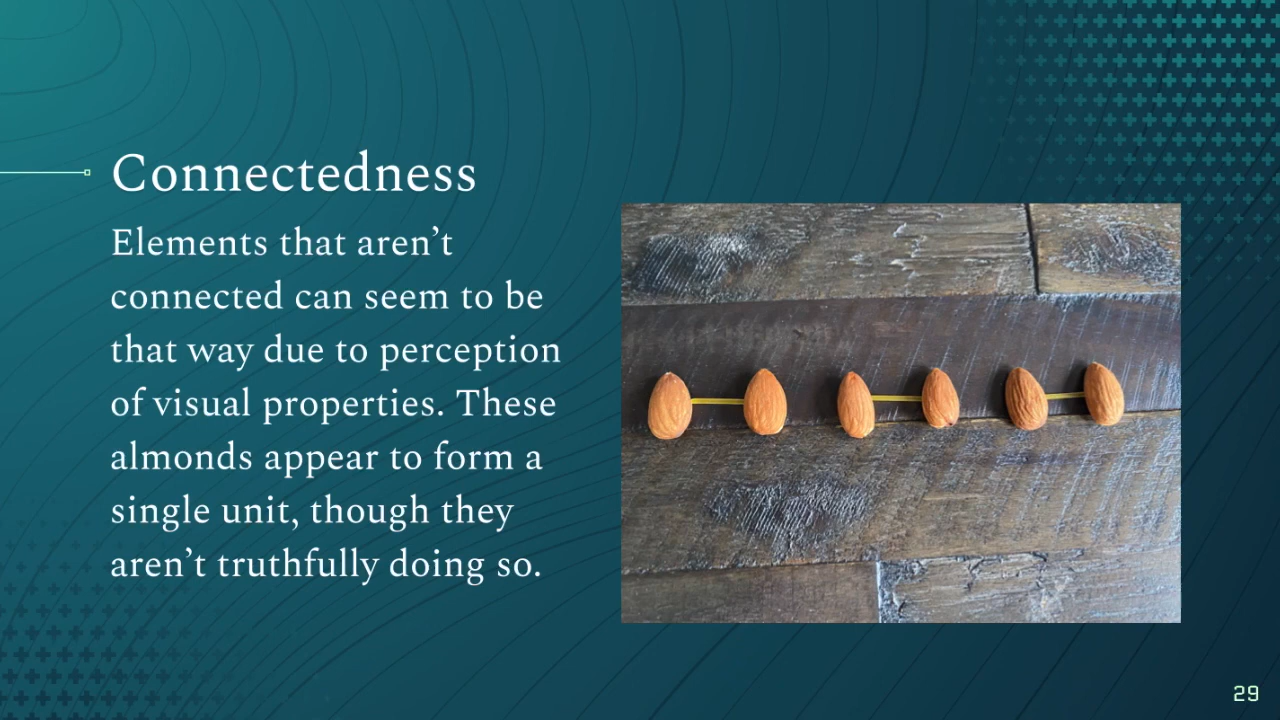 Connectedness
Elements that aren’t
connected can seem to be
that way due to perception
of visual properties. These
almonds appear to form a
single unit, though they
aren’t truthfully doing so.
29